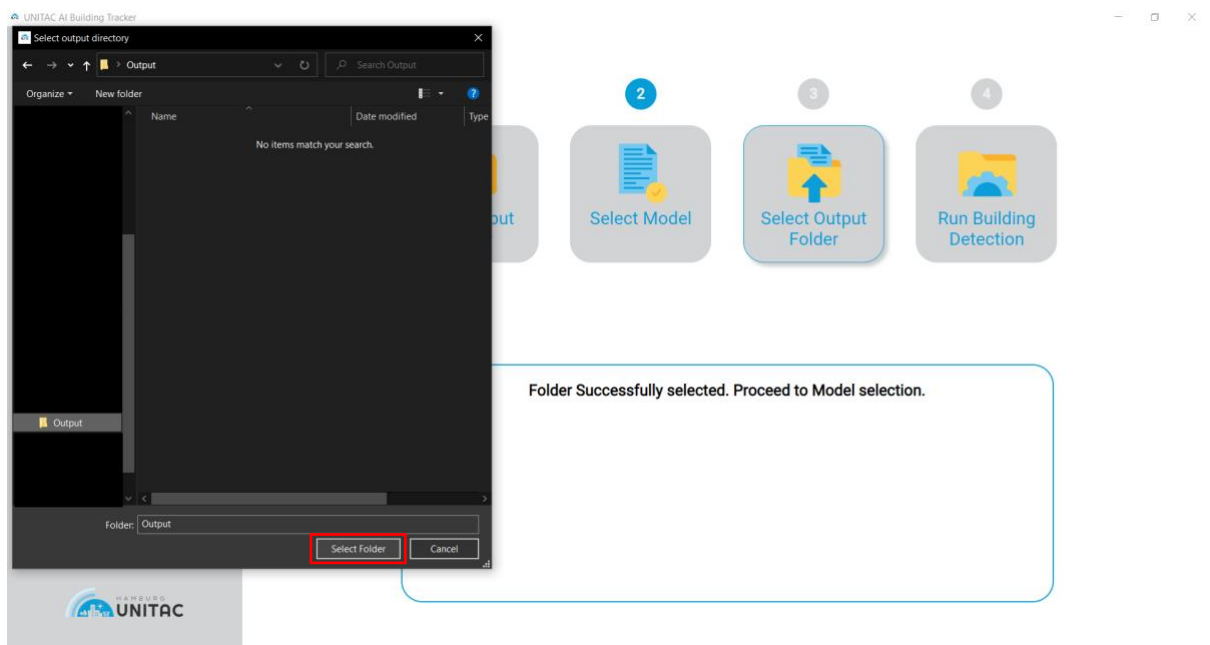 UNITAC AI Building Tracker
Select output directory
Output
Search Output
Organize
New folder
Name
Date modified
Type
No items match your search.
Output
Folder:
Output
Select Folder
Cancel
2
3
4
out
Select Model
Select Output
Folder
Run Building
Detection
Folder Successfully selected. Proceed to Model selection.
HAMBURG
UNITAC